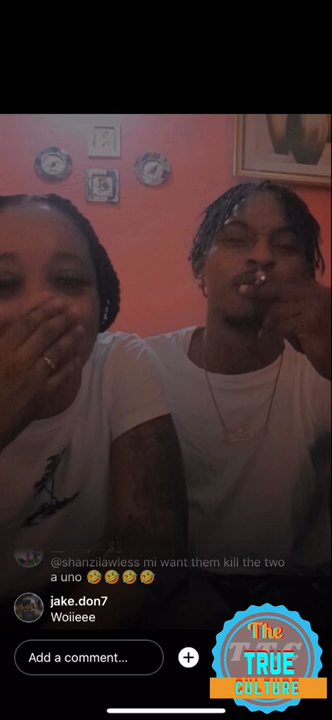 @shanzilawless mi want them kill the two
a uno 🤣🤣🤣🤣
jake.don7
Woiieee
Add a comment...
The
TRUE
CULTURE